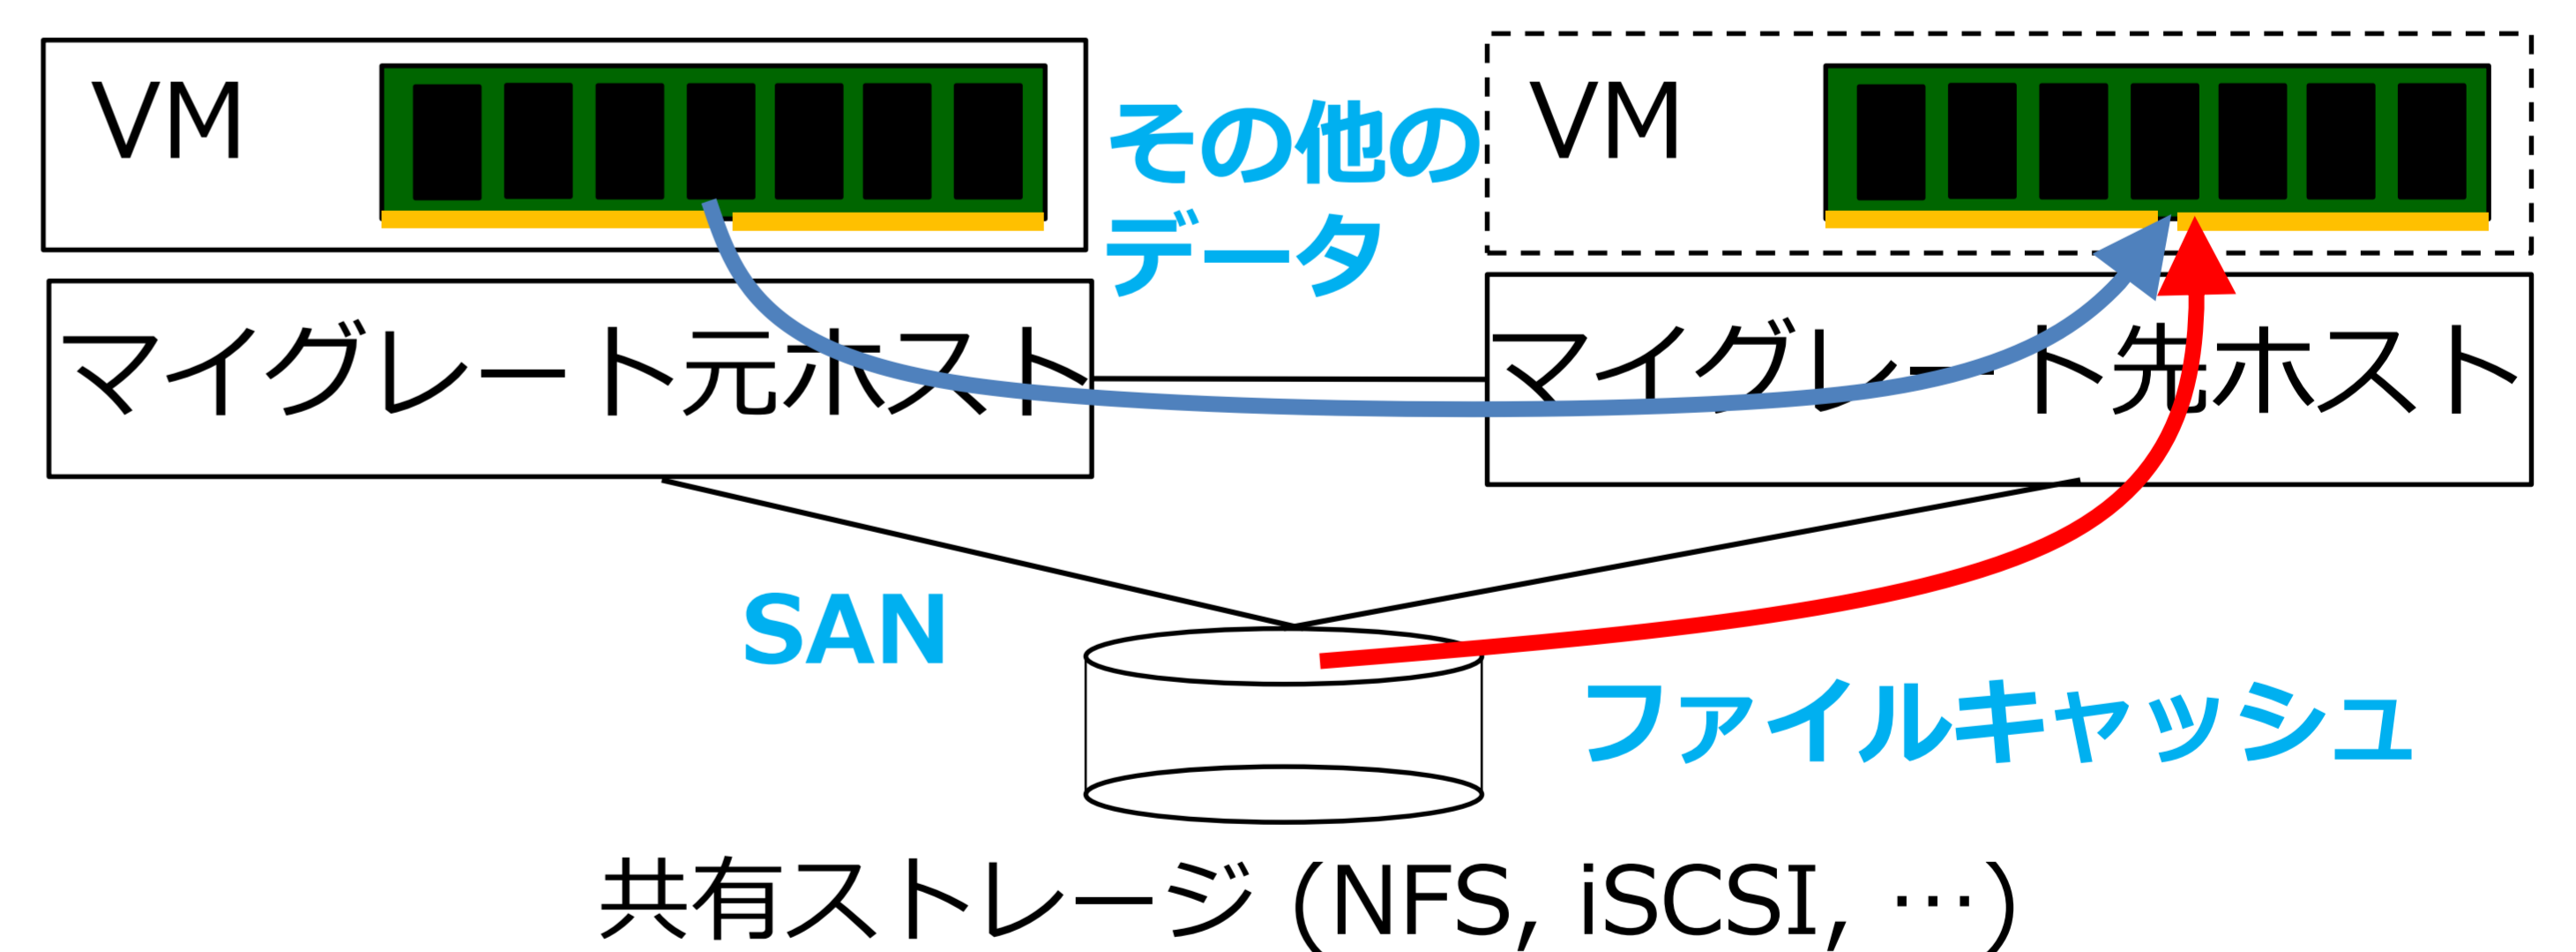 VM
その他の
データ
VM
マイグレート元ホスト
マイグレート先ホスト
SAN
ファイルキャッシュ
共有ストレージ (NFS, iSCSI, …)